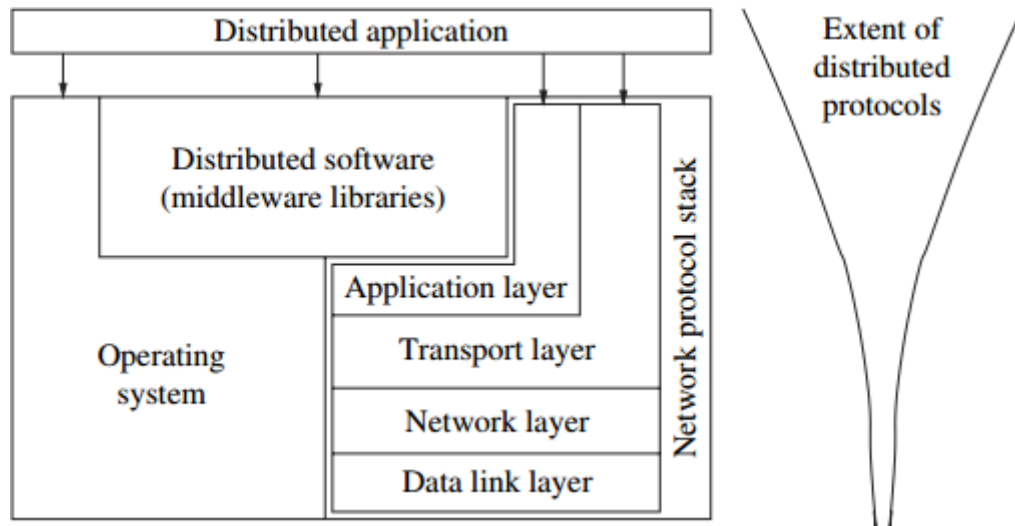 Distributed application
Extent of
distributed
protocols
Distributed software
(middleware libraries)
Network protocol stack
Application layer
Operating
system
Transport layer
Network layer
Data link layer